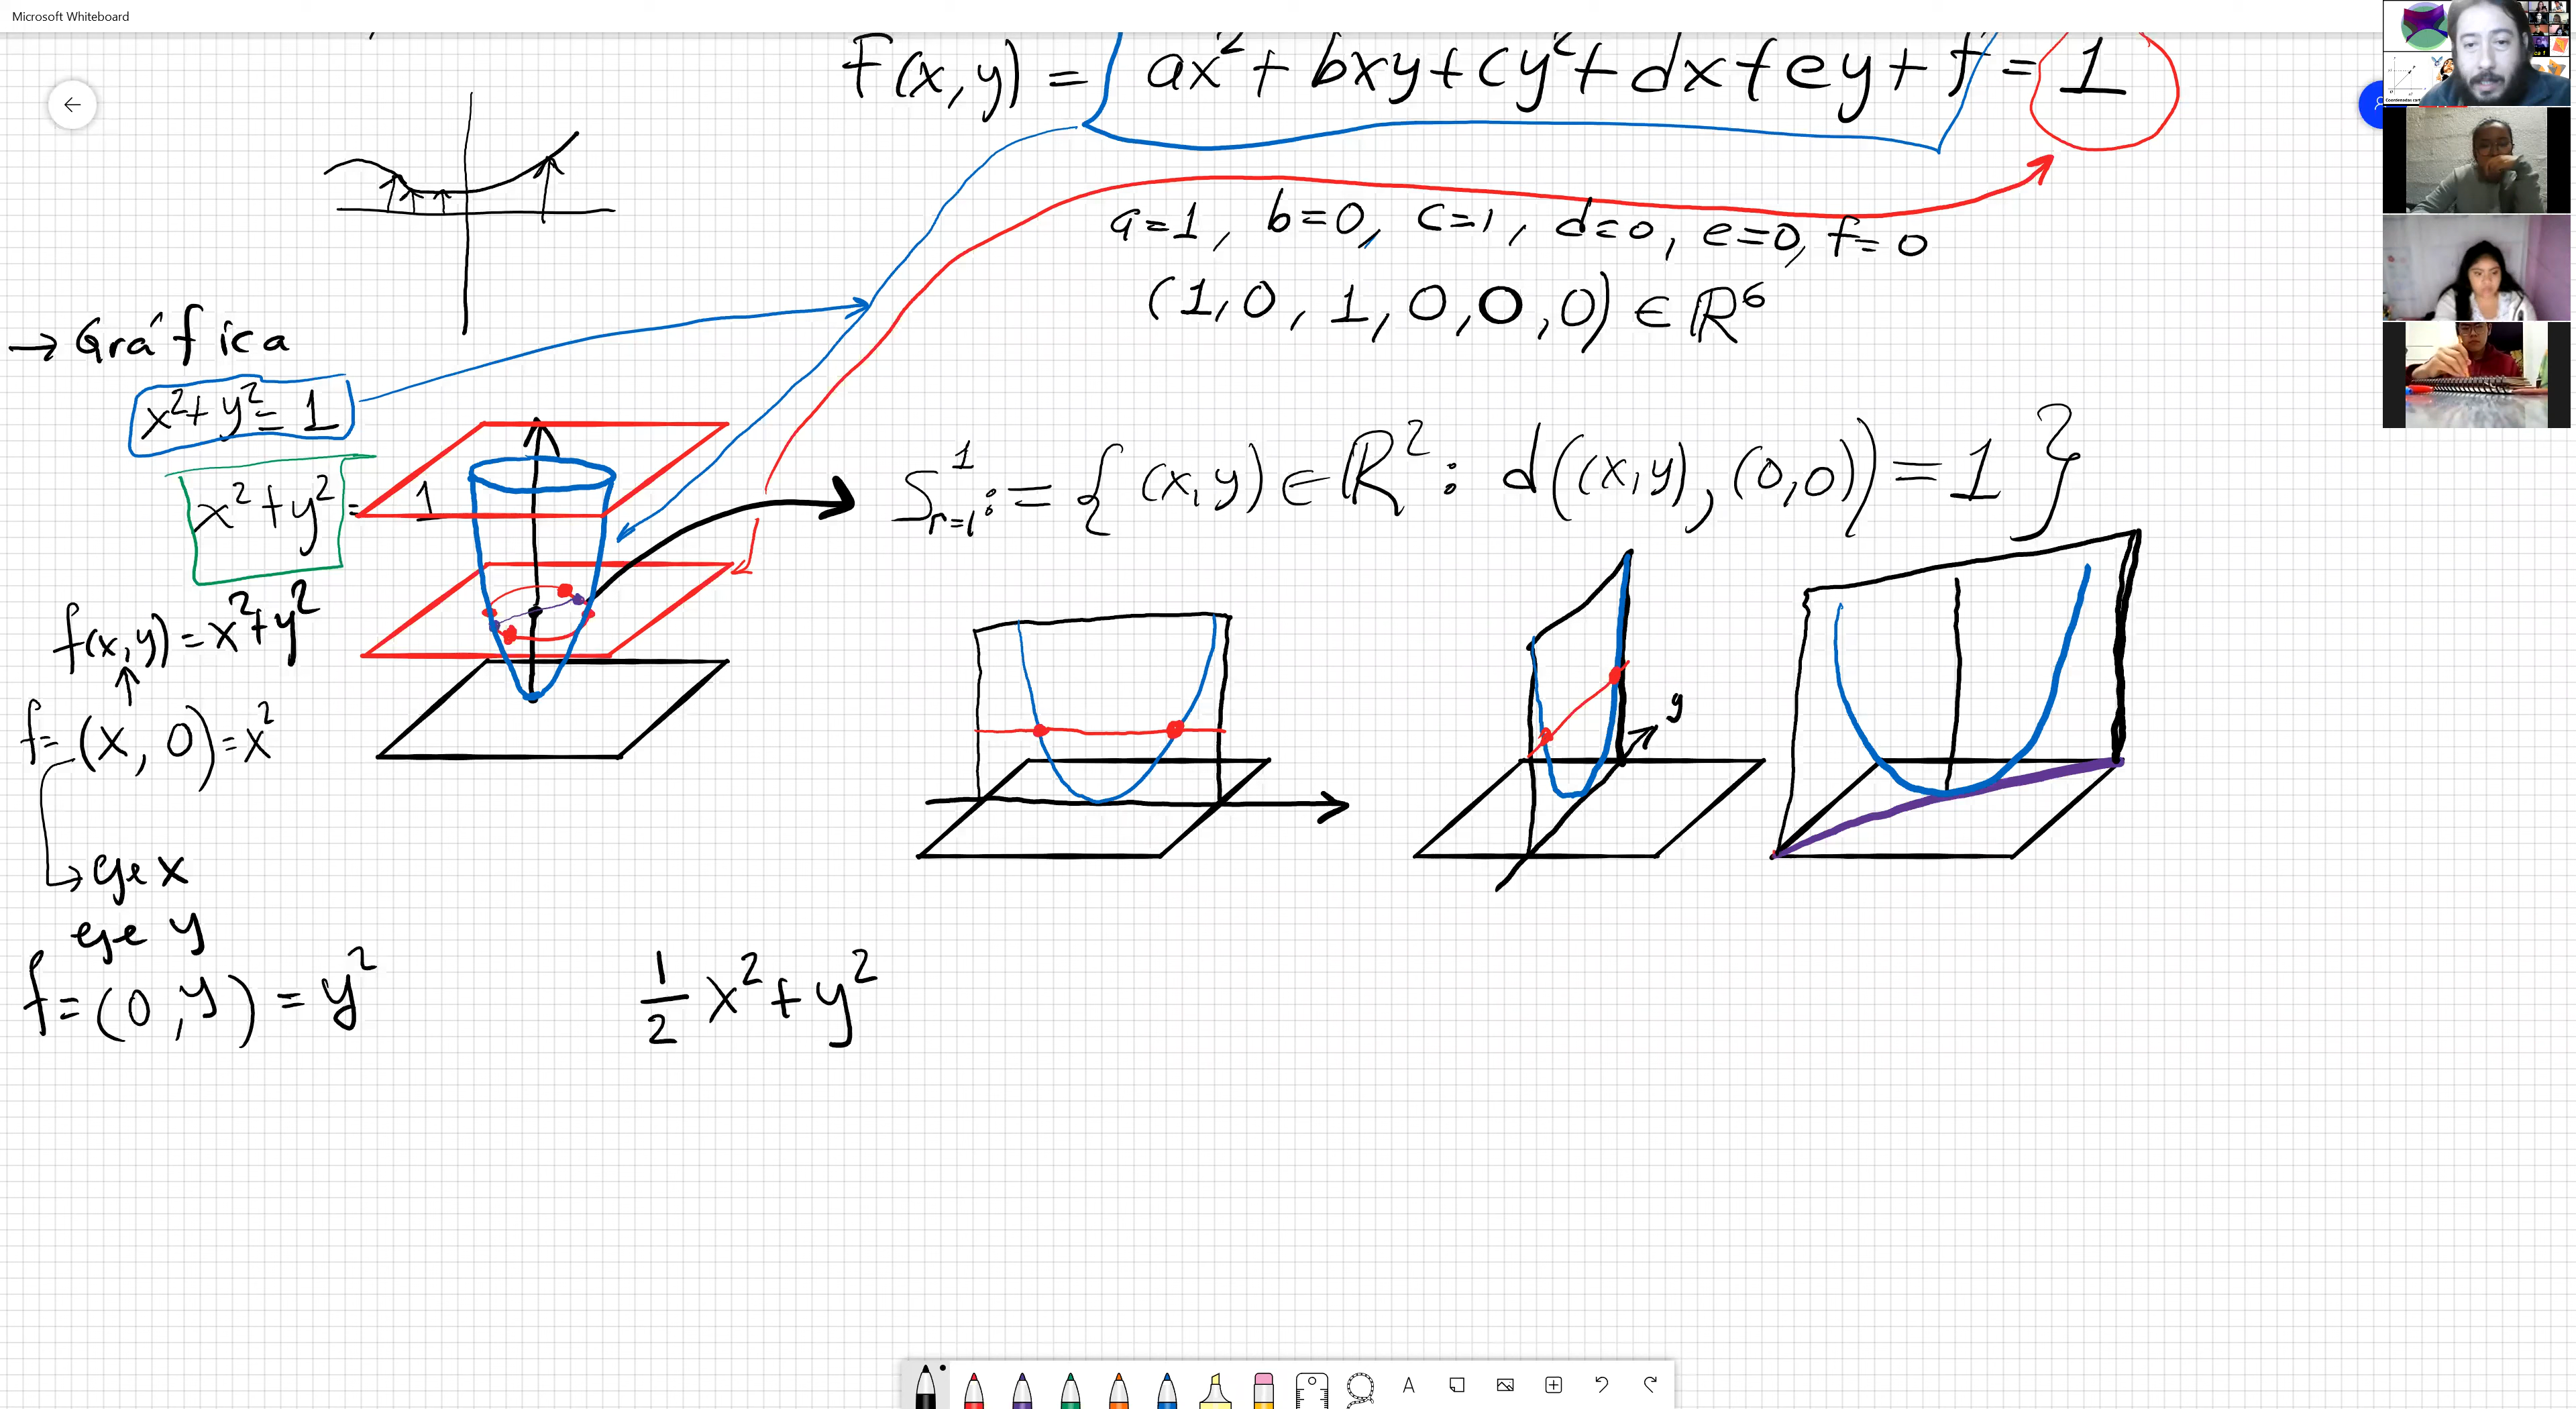 Microsoft Whiteboard
F(x,y) = ax² + bxy + cy² + dx + ey + f = 1
a=1, b=0, c=1, d=0, e=0, f=0
(1,0,1,0,0,0) ∈ ℝ⁶
→ Gráfica
x²+y²=1
x²+y²=1
S¹r=1 := { (x,y) ∈ ℝ² : d((x,y),(0,0)) = 1 }
f(x,y)=x²+y²
f=(x,0)=x²
y
eje x
eje y
f=(0,y)=y²
1/2 x²+y²
A